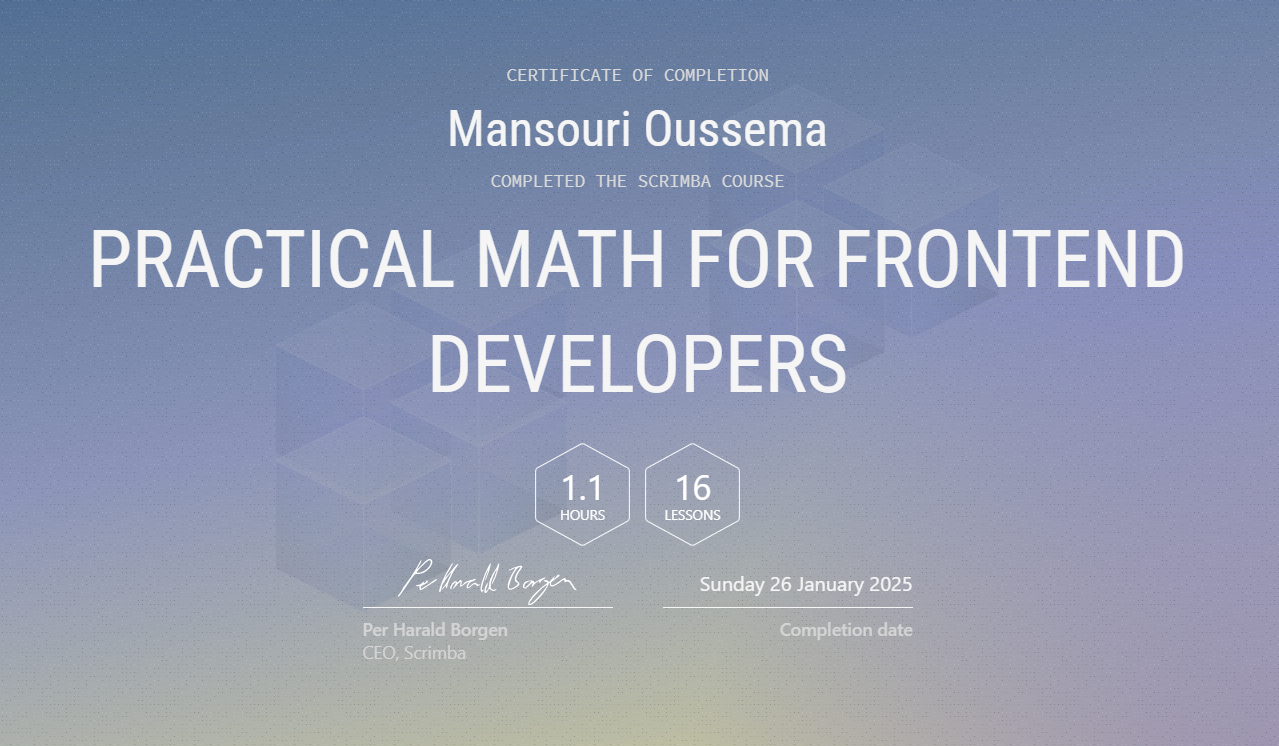 CERTIFICATE OF COMPLETION
Mansouri Oussema
COMPLETED THE SCRIMBA COURSE
PRACTICAL MATH FOR FRONTEND
DEVELOPERS
1.1
HOURS
16
LESSONS
Per Harald Borgen
Sunday 26 January 2025
Per Harald Borgen
CEO, Scrimba
Completion date